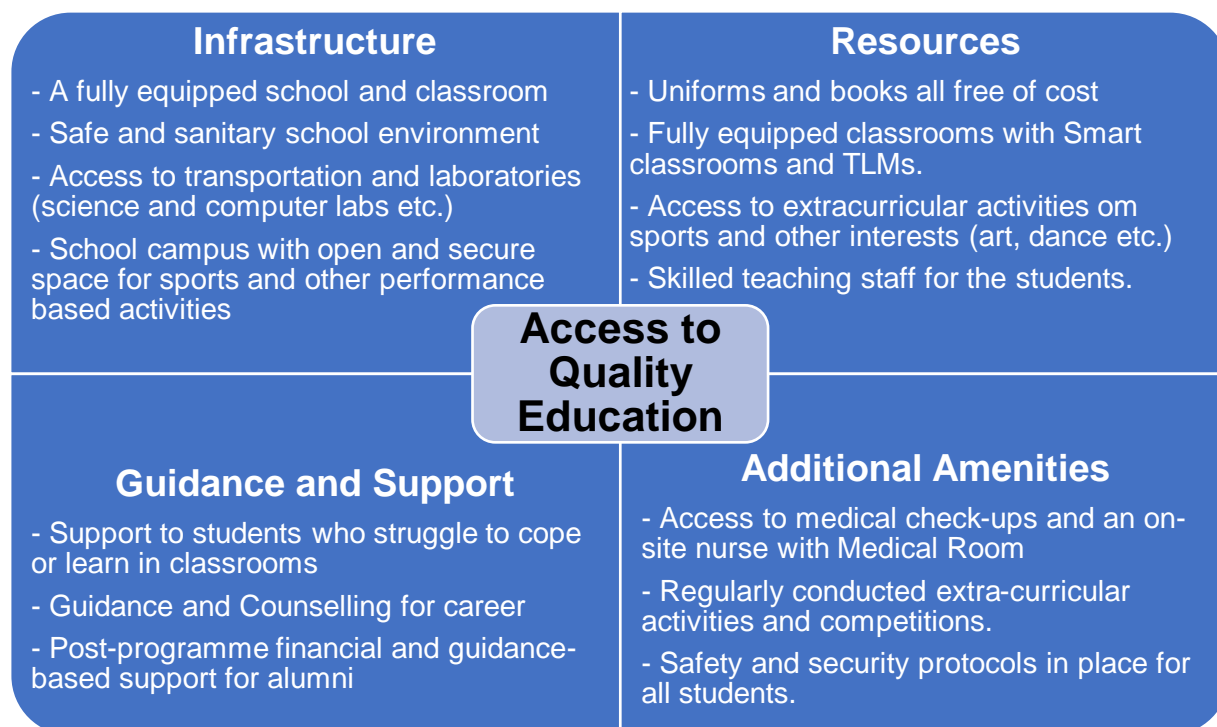 Infrastructure
- A fully equipped school and classroom
- Safe and sanitary school environment
- Access to transportation and laboratories
(science and computer labs etc.)
- School campus with open and secure
space for sports and other performance
based activities
Resources
- Uniforms and books all free of cost
- Fully equipped classrooms with Smart
classrooms and TLMs.
- Access to extracurricular activities om
sports and other interests (art, dance etc.)
- Skilled teaching staff for the students.
Access to
Quality
Education
Guidance and Support
- Support to students who struggle to cope
or learn in classrooms
- Guidance and Counselling for career
- Post-programme financial and guidance-
based support for alumni
Additional Amenities
- Access to medical check-ups and an on-
site nurse with Medical Room
- Regularly conducted extra-curricular
activities and competitions.
- Safety and security protocols in place for
all students.